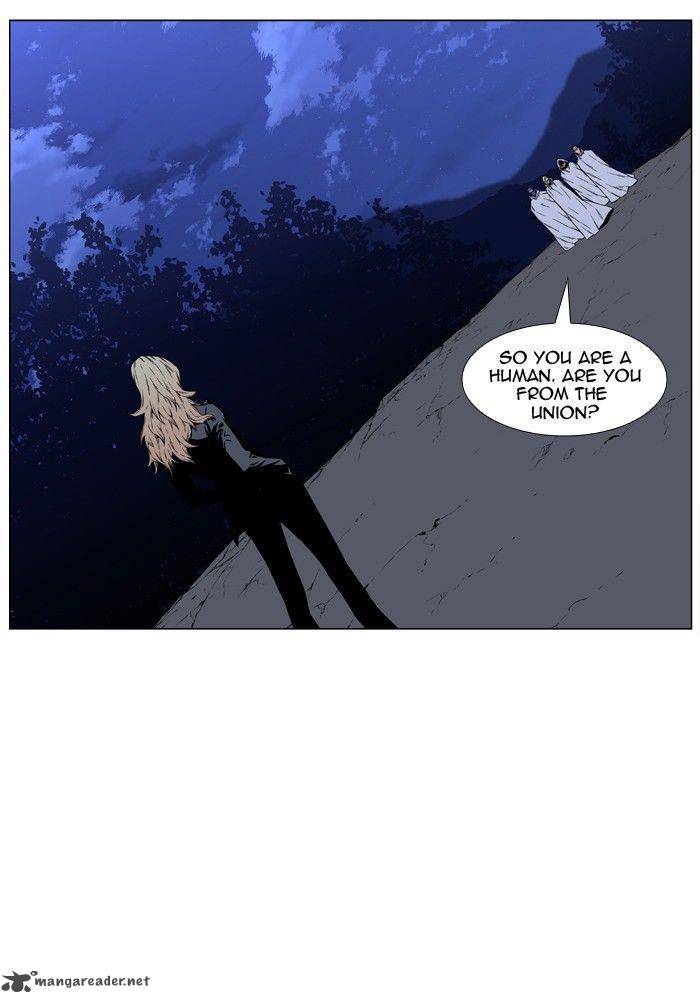 SO YOU ARE A
HUMAN. ARE YOU
FROM THE
UNION?
mangareader.net